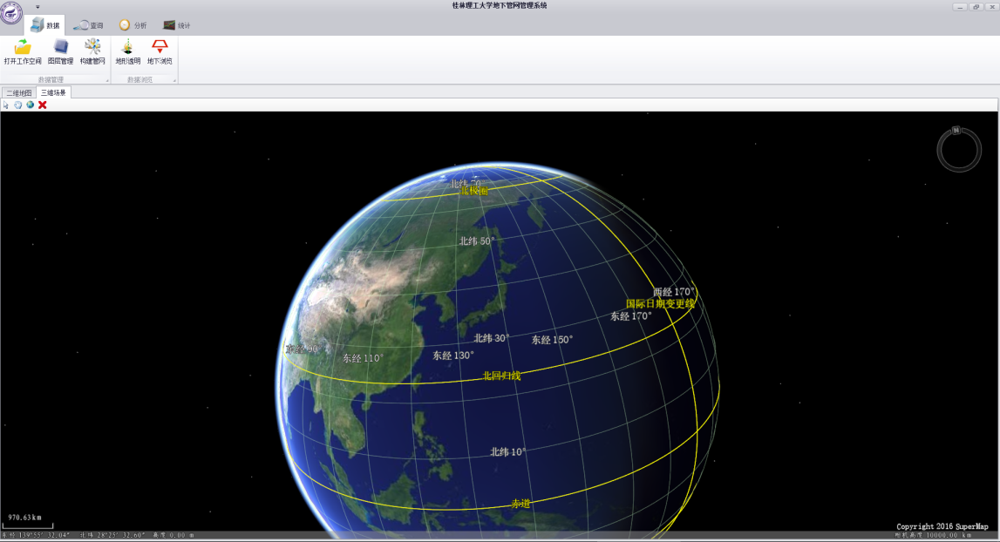 桂林理工大学地下管网管理系统
数据 查询 分析 统计
打开工作空间 图层管理 构建管网 地形透明 地下浏览
数据管理 数据浏览
二维地图 三维场景
N
北纬 70
北极圈
北纬 50°
西经 170°
国际日期变更线
东经 170°
北纬 30° 东经 150°
东经 90° 东经 110° 东经 130°
北回归线
北纬 10°
赤道
970.63km
Copyright 2016 SuperMap
东经 139°55' 32.04" 北纬 28°25' 32.60" 高度 0.00 m 相机高度 10000.00 km